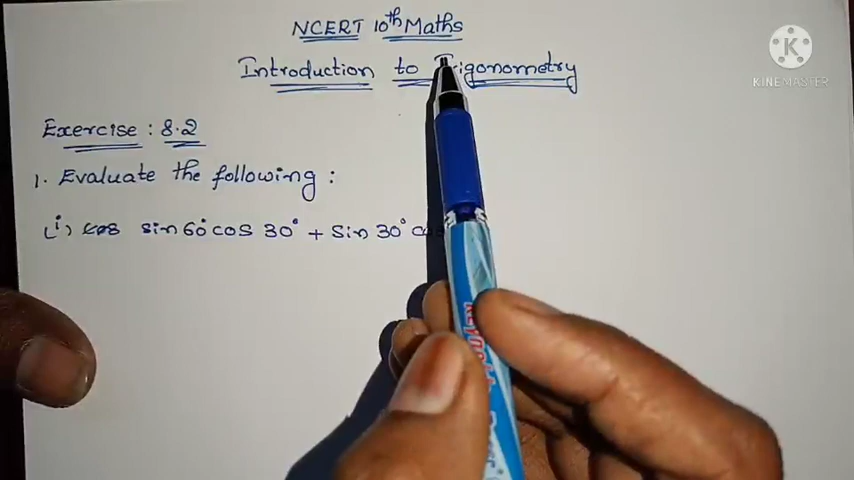 NCERT 10th Maths
Introduction to Trigonometry
Exercise : 8.2
1. Evaluate the following :
(i) cos sin 60° cos 30° + sin 30°
K
KINEMASTER